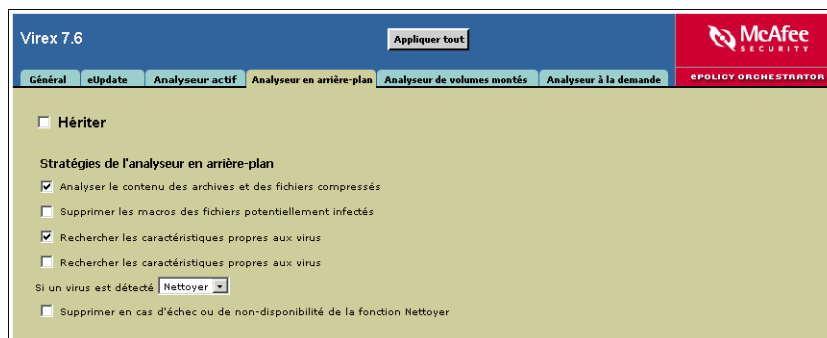 Virex 7.6
Appliquer tout
McAfee
SECURITY
Général eUpdate Analyseur actif Analyseur en arrière-plan Analyseur de volumes montés Analyseur à la demande
ePOLICY ORCHESTRATOR
Hériter
Stratégies de l'analyseur en arrière-plan
Analyser le contenu des archives et des fichiers compressés
Supprimer les macros des fichiers potentiellement infectés
Rechercher les caractéristiques propres aux virus
Rechercher les caractéristiques propres aux virus
Si un virus est détecté Nettoyer
Supprimer en cas d'échec ou de non-disponibilité de la fonction Nettoyer